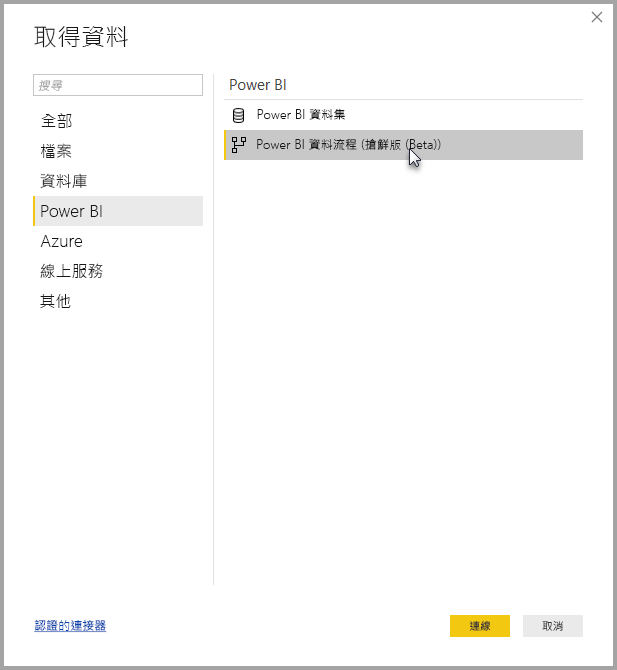 取得資料
搜尋
全部
檔案
資料庫
Power BI
Azure
線上服務
其他
Power BI
Power BI 資料集
Power BI 資料流程 (搶鮮版 (Beta))
認證的連接器
連線
取消